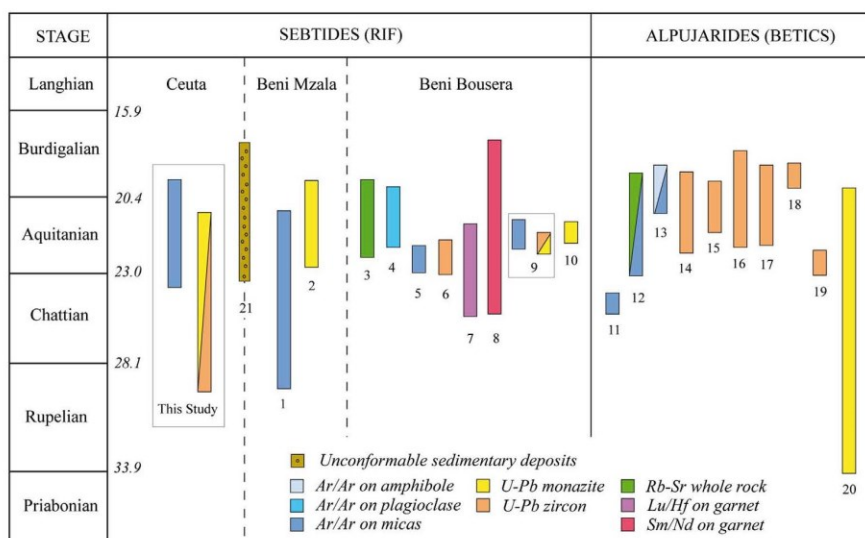 STAGE
SEBTIDES (RIF)
ALPUJARIDES (BETICS)
Langhian
Ceuta
Beni Mzala
Beni Bousera
15.9
Burdigalian
20.4
Aquitanian
23.0
Chattian
28.1
Rupelian
33.9
Priabonian
This Study
21
1
2
3
4
5
6
7
8
9
10
11
12
13
14
15
16
17
18
19
20
Unconformable sedimentary deposits
Ar/Ar on amphibole
Ar/Ar on plagioclase
Ar/Ar on micas
U-Pb monazite
U-Pb zircon
Rb-Sr whole rock
Lu/Hf on garnet
Sm/Nd on garnet